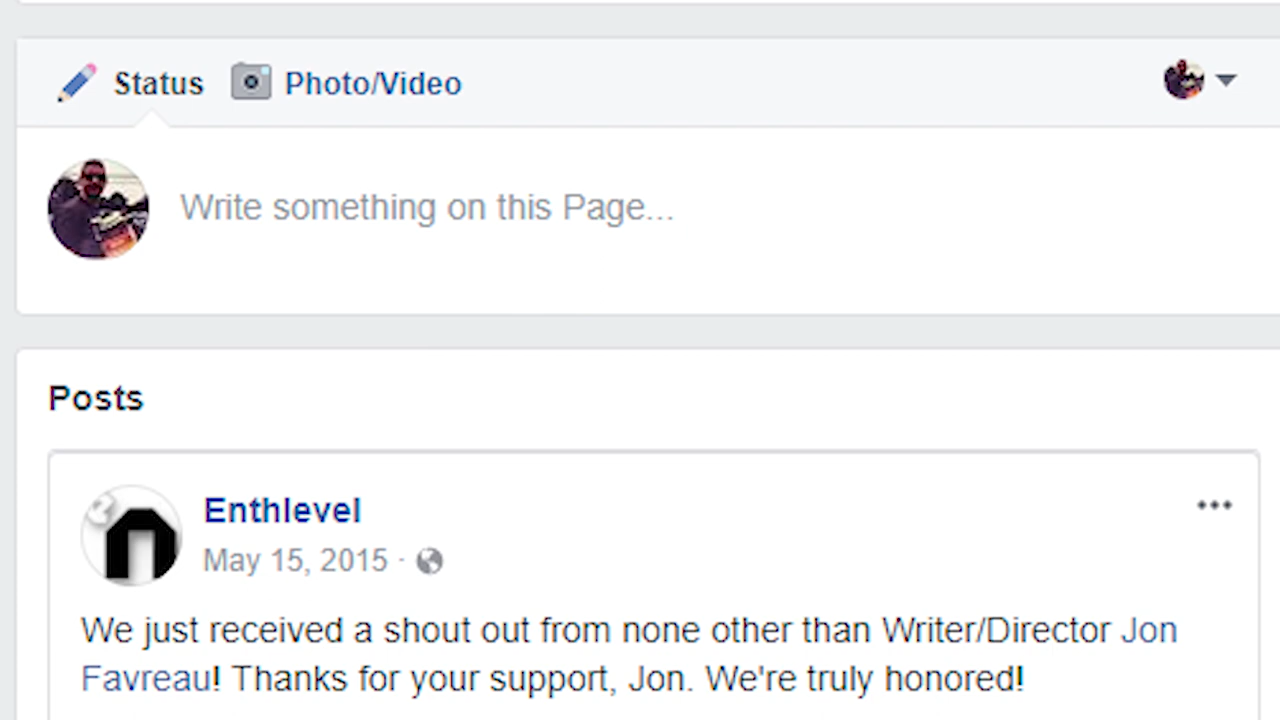 Status Photo/Video
Write something on this Page...
Posts
Enthlevel
May 15, 2015 ·
We just received a shout out from none other than Writer/Director Jon
Favreau! Thanks for your support, Jon. We're truly honored!